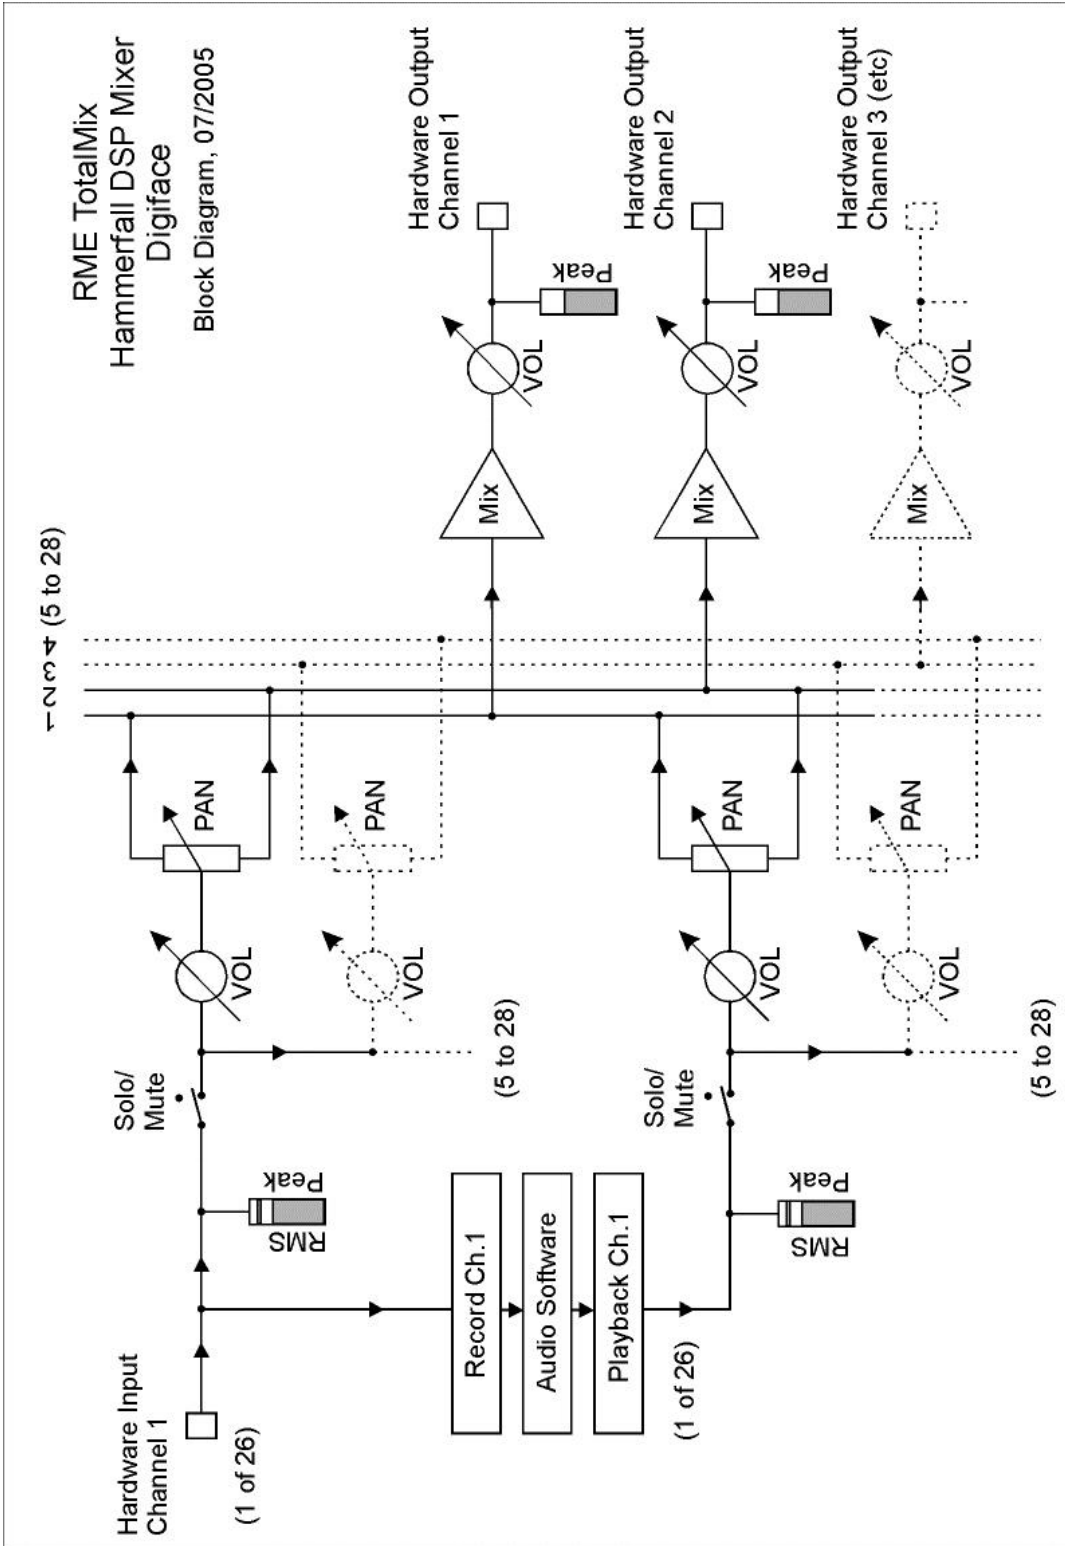 RME TotalMix
Hammerfall DSP Mixer
Digiface
Block Diagram, 07/2005
Hardware Input
Channel 1
(1 of 26)
RMS
Peak
Solo/
Mute
VOL
PAN
VOL
PAN
(5 to 28)
1 2 3 4 (5 to 28)
Record Ch.1
Audio Software
Playback Ch.1
(1 of 26)
RMS
Peak
Solo/
Mute
VOL
PAN
VOL
PAN
(5 to 28)
Mix
VOL
Peak
Hardware Output
Channel 1
Mix
VOL
Peak
Hardware Output
Channel 2
Mix
VOL
Hardware Output
Channel 3 (etc)